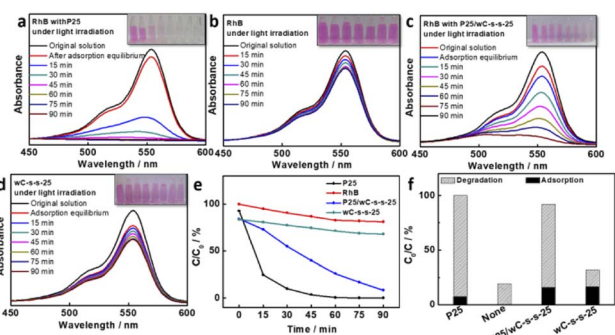 a
RhB withP25
under light irradiation
Original solution
After adsorption equilibrium
15 min
30 min
45 min
60 min
75 min
90 min
Absorbance
450 500 550 600
Wavelength / nm
b
RhB
under light irradiation
Original solution
15 min
30 min
45 min
60 min
75 min
90 min
Absorbance
450 500 550 600
Wavelength / nm
c
RhB with P25/wC-s-s-25
under light irradiation
Original solution
Adsorption equilibrium
15 min
30 min
45 min
60 min
75 min
90 min
Absorbance
450 500 550 600
Wavelength / nm
d
wC-s-s-25
under light irradiation
Original solution
Adsorption equilibrium
15 min
30 min
45 min
60 min
75 min
90 min
450 500 550 600
Wavelength / nm
e
P25
RhB
P25/wC-s-s-25
wC-s-s-25
C/C0 / %
100
50
0
0 15 30 45 60 75 90
Time / min
f
Degradation
Adsorption
C0/C / %
100
50
0
P25
None
25/wC-s-s-25
wC-s-s-25